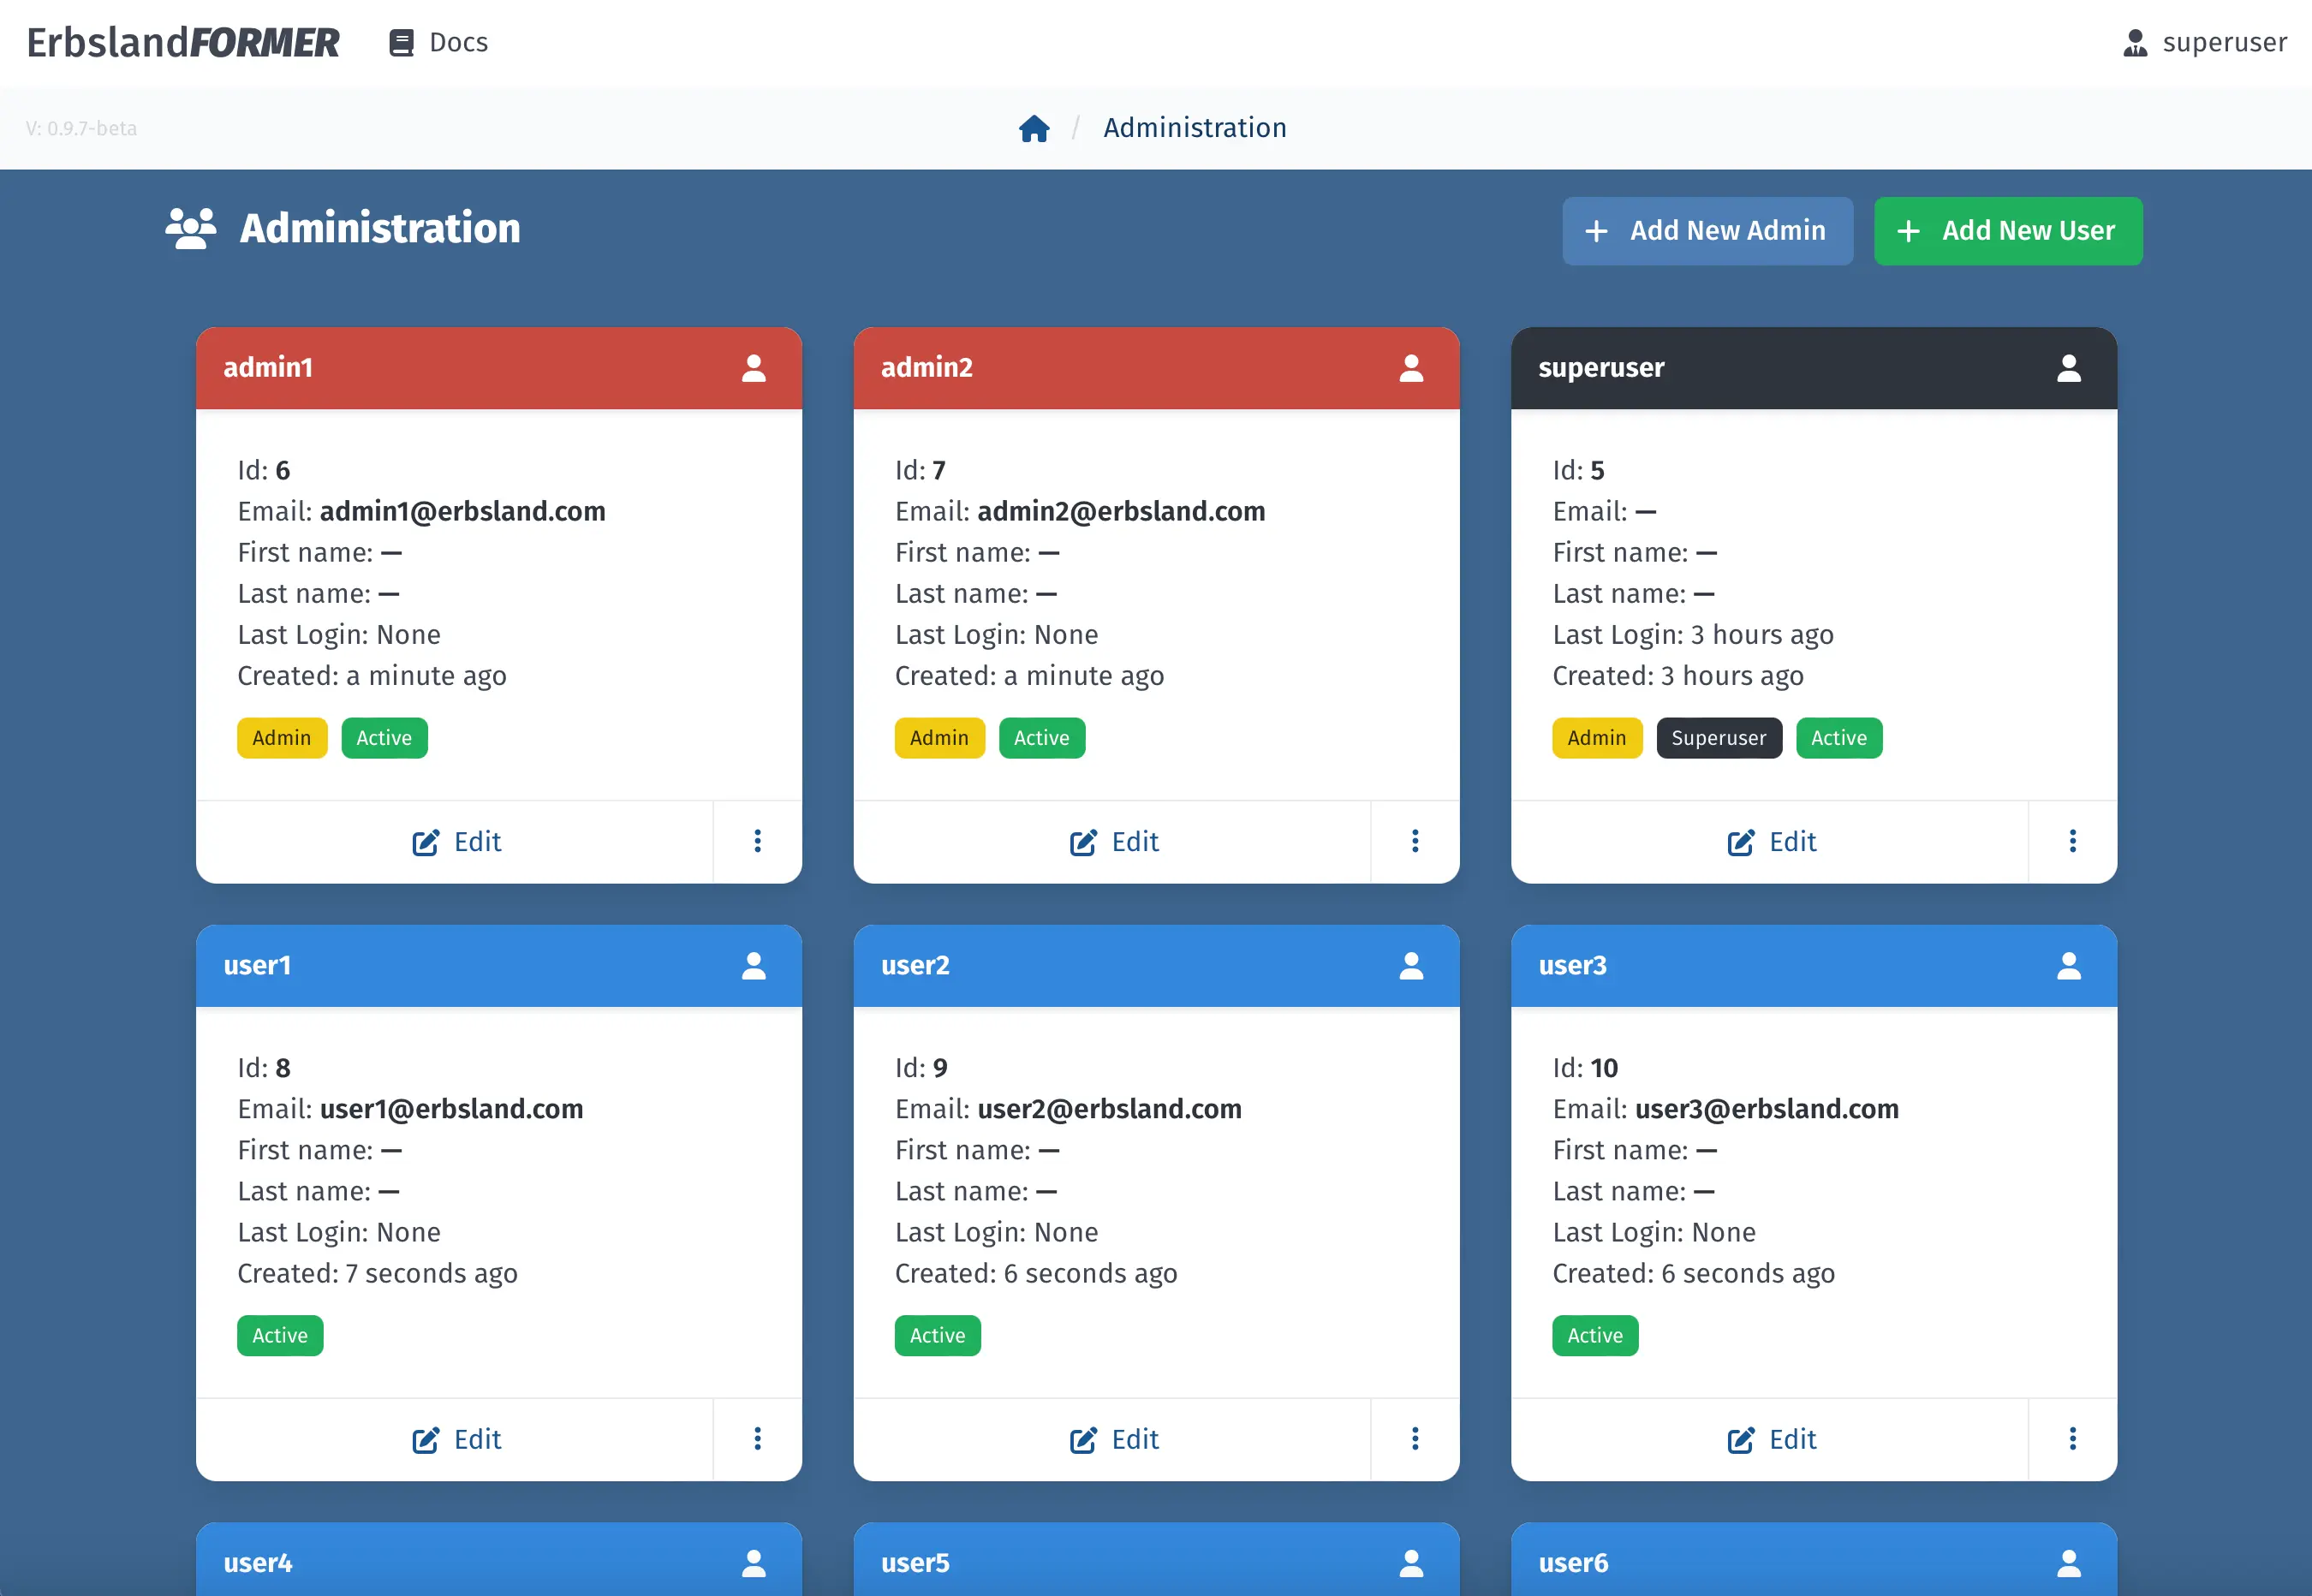 ErbslandFORMER Docs superuser
V: 0.9.7-beta / Administration
Administration + Add New Admin + Add New User
admin1
Id: 6
Email: admin1@erbsland.com
First name: —
Last name: —
Last Login: None
Created: a minute ago
Admin Active
Edit
admin2
Id: 7
Email: admin2@erbsland.com
First name: —
Last name: —
Last Login: None
Created: a minute ago
Admin Active
Edit
superuser
Id: 5
Email: —
First name: —
Last name: —
Last Login: 3 hours ago
Created: 3 hours ago
Admin Superuser Active
Edit
user1
Id: 8
Email: user1@erbsland.com
First name: —
Last name: —
Last Login: None
Created: 7 seconds ago
Active
Edit
user2
Id: 9
Email: user2@erbsland.com
First name: —
Last name: —
Last Login: None
Created: 6 seconds ago
Active
Edit
user3
Id: 10
Email: user3@erbsland.com
First name: —
Last name: —
Last Login: None
Created: 6 seconds ago
Active
Edit
user4
user5
user6